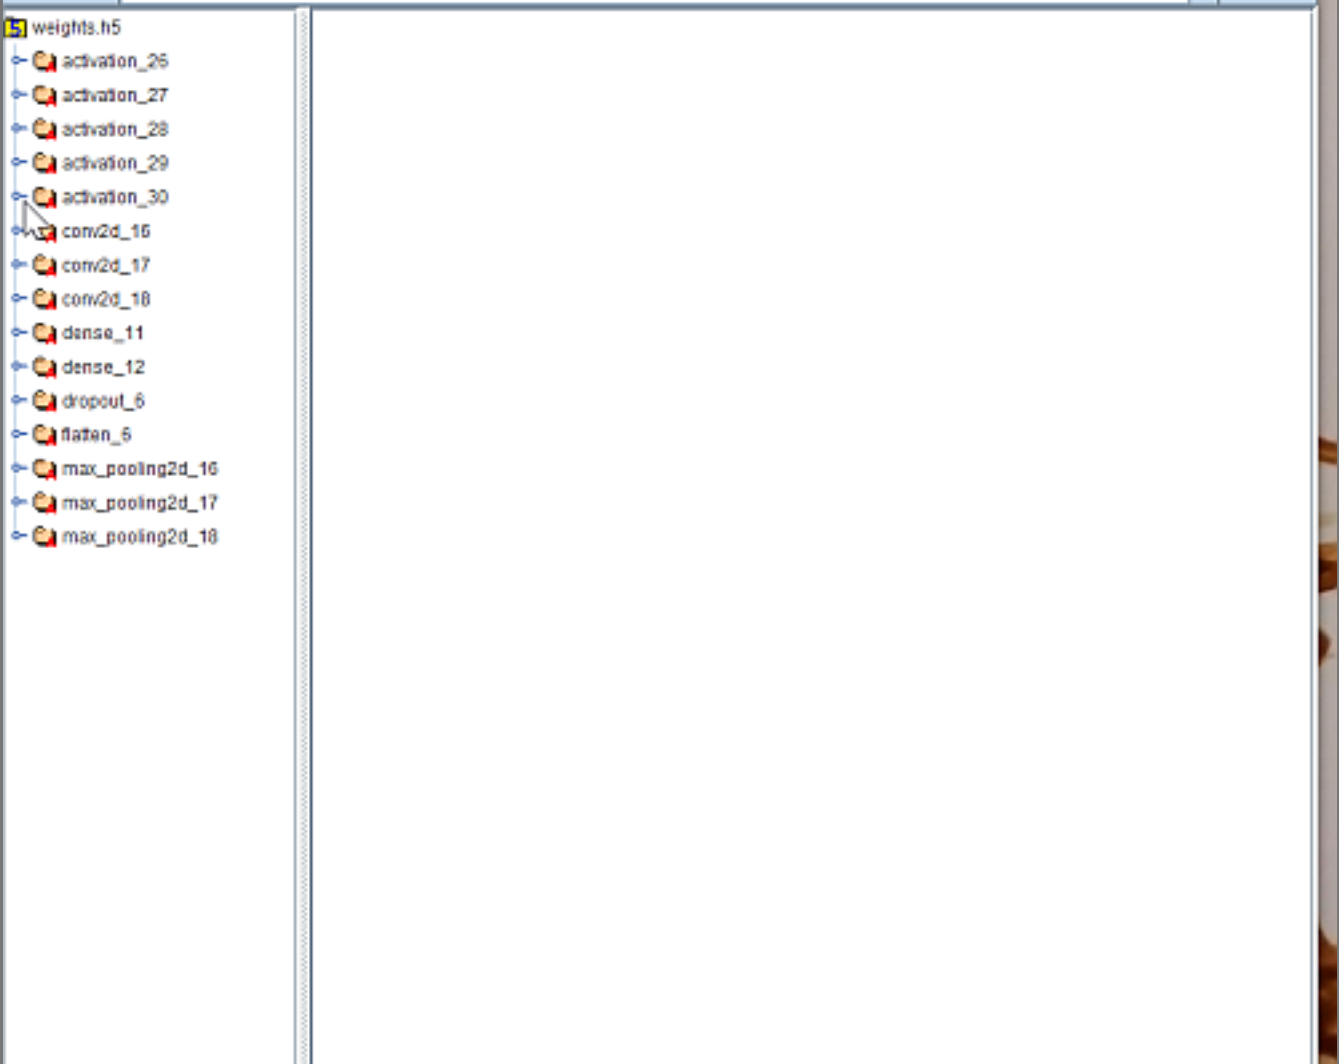 weights.h5
activation_26
activation_27
activation_28
activation_29
activation_30
conv2d_16
conv2d_17
conv2d_18
dense_11
dense_12
dropout_6
flatten_6
max_pooling2d_16
max_pooling2d_17
max_pooling2d_18